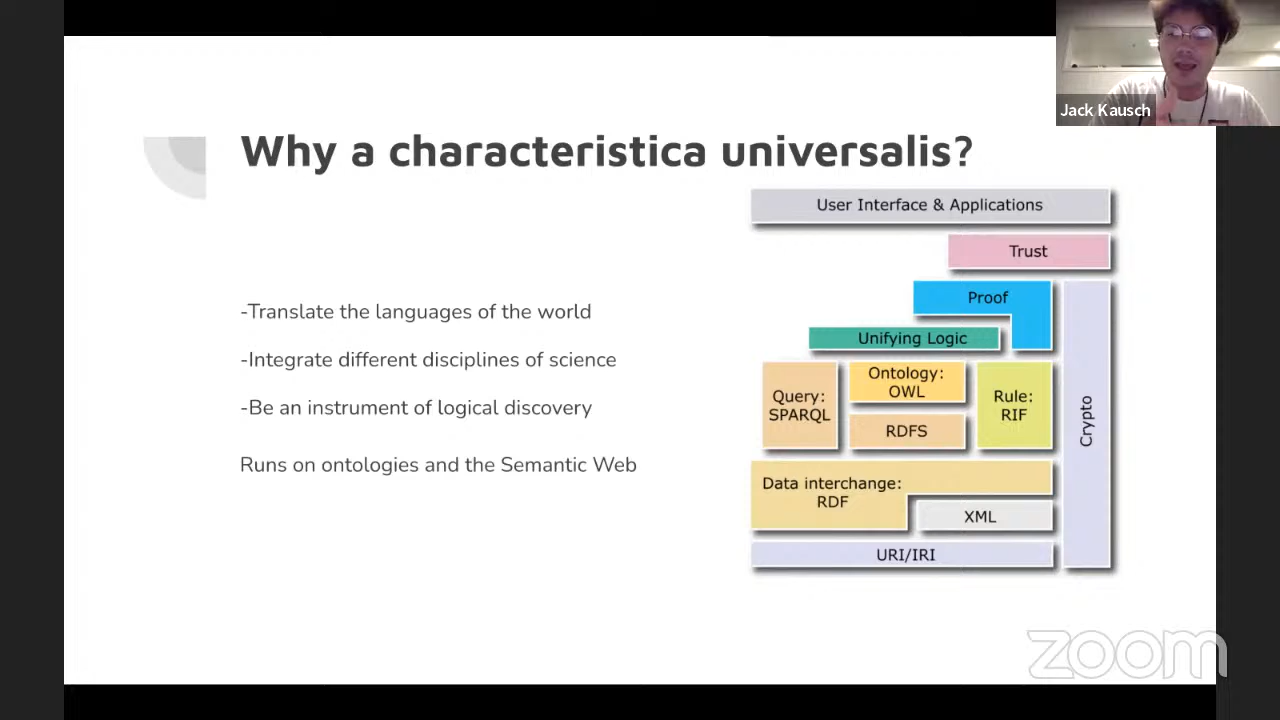 Jack Kausch
Why a characteristica universalis?
-Translate the languages of the world
-Integrate different disciplines of science
-Be an instrument of logical discovery
Runs on ontologies and the Semantic Web
User Interface & Applications
Trust
Proof
Unifying Logic
Query:
SPARQL
Ontology:
OWL
RDFS
Rule:
RIF
Crypto
Data interchange:
RDF
XML
URI/IRI
zoom